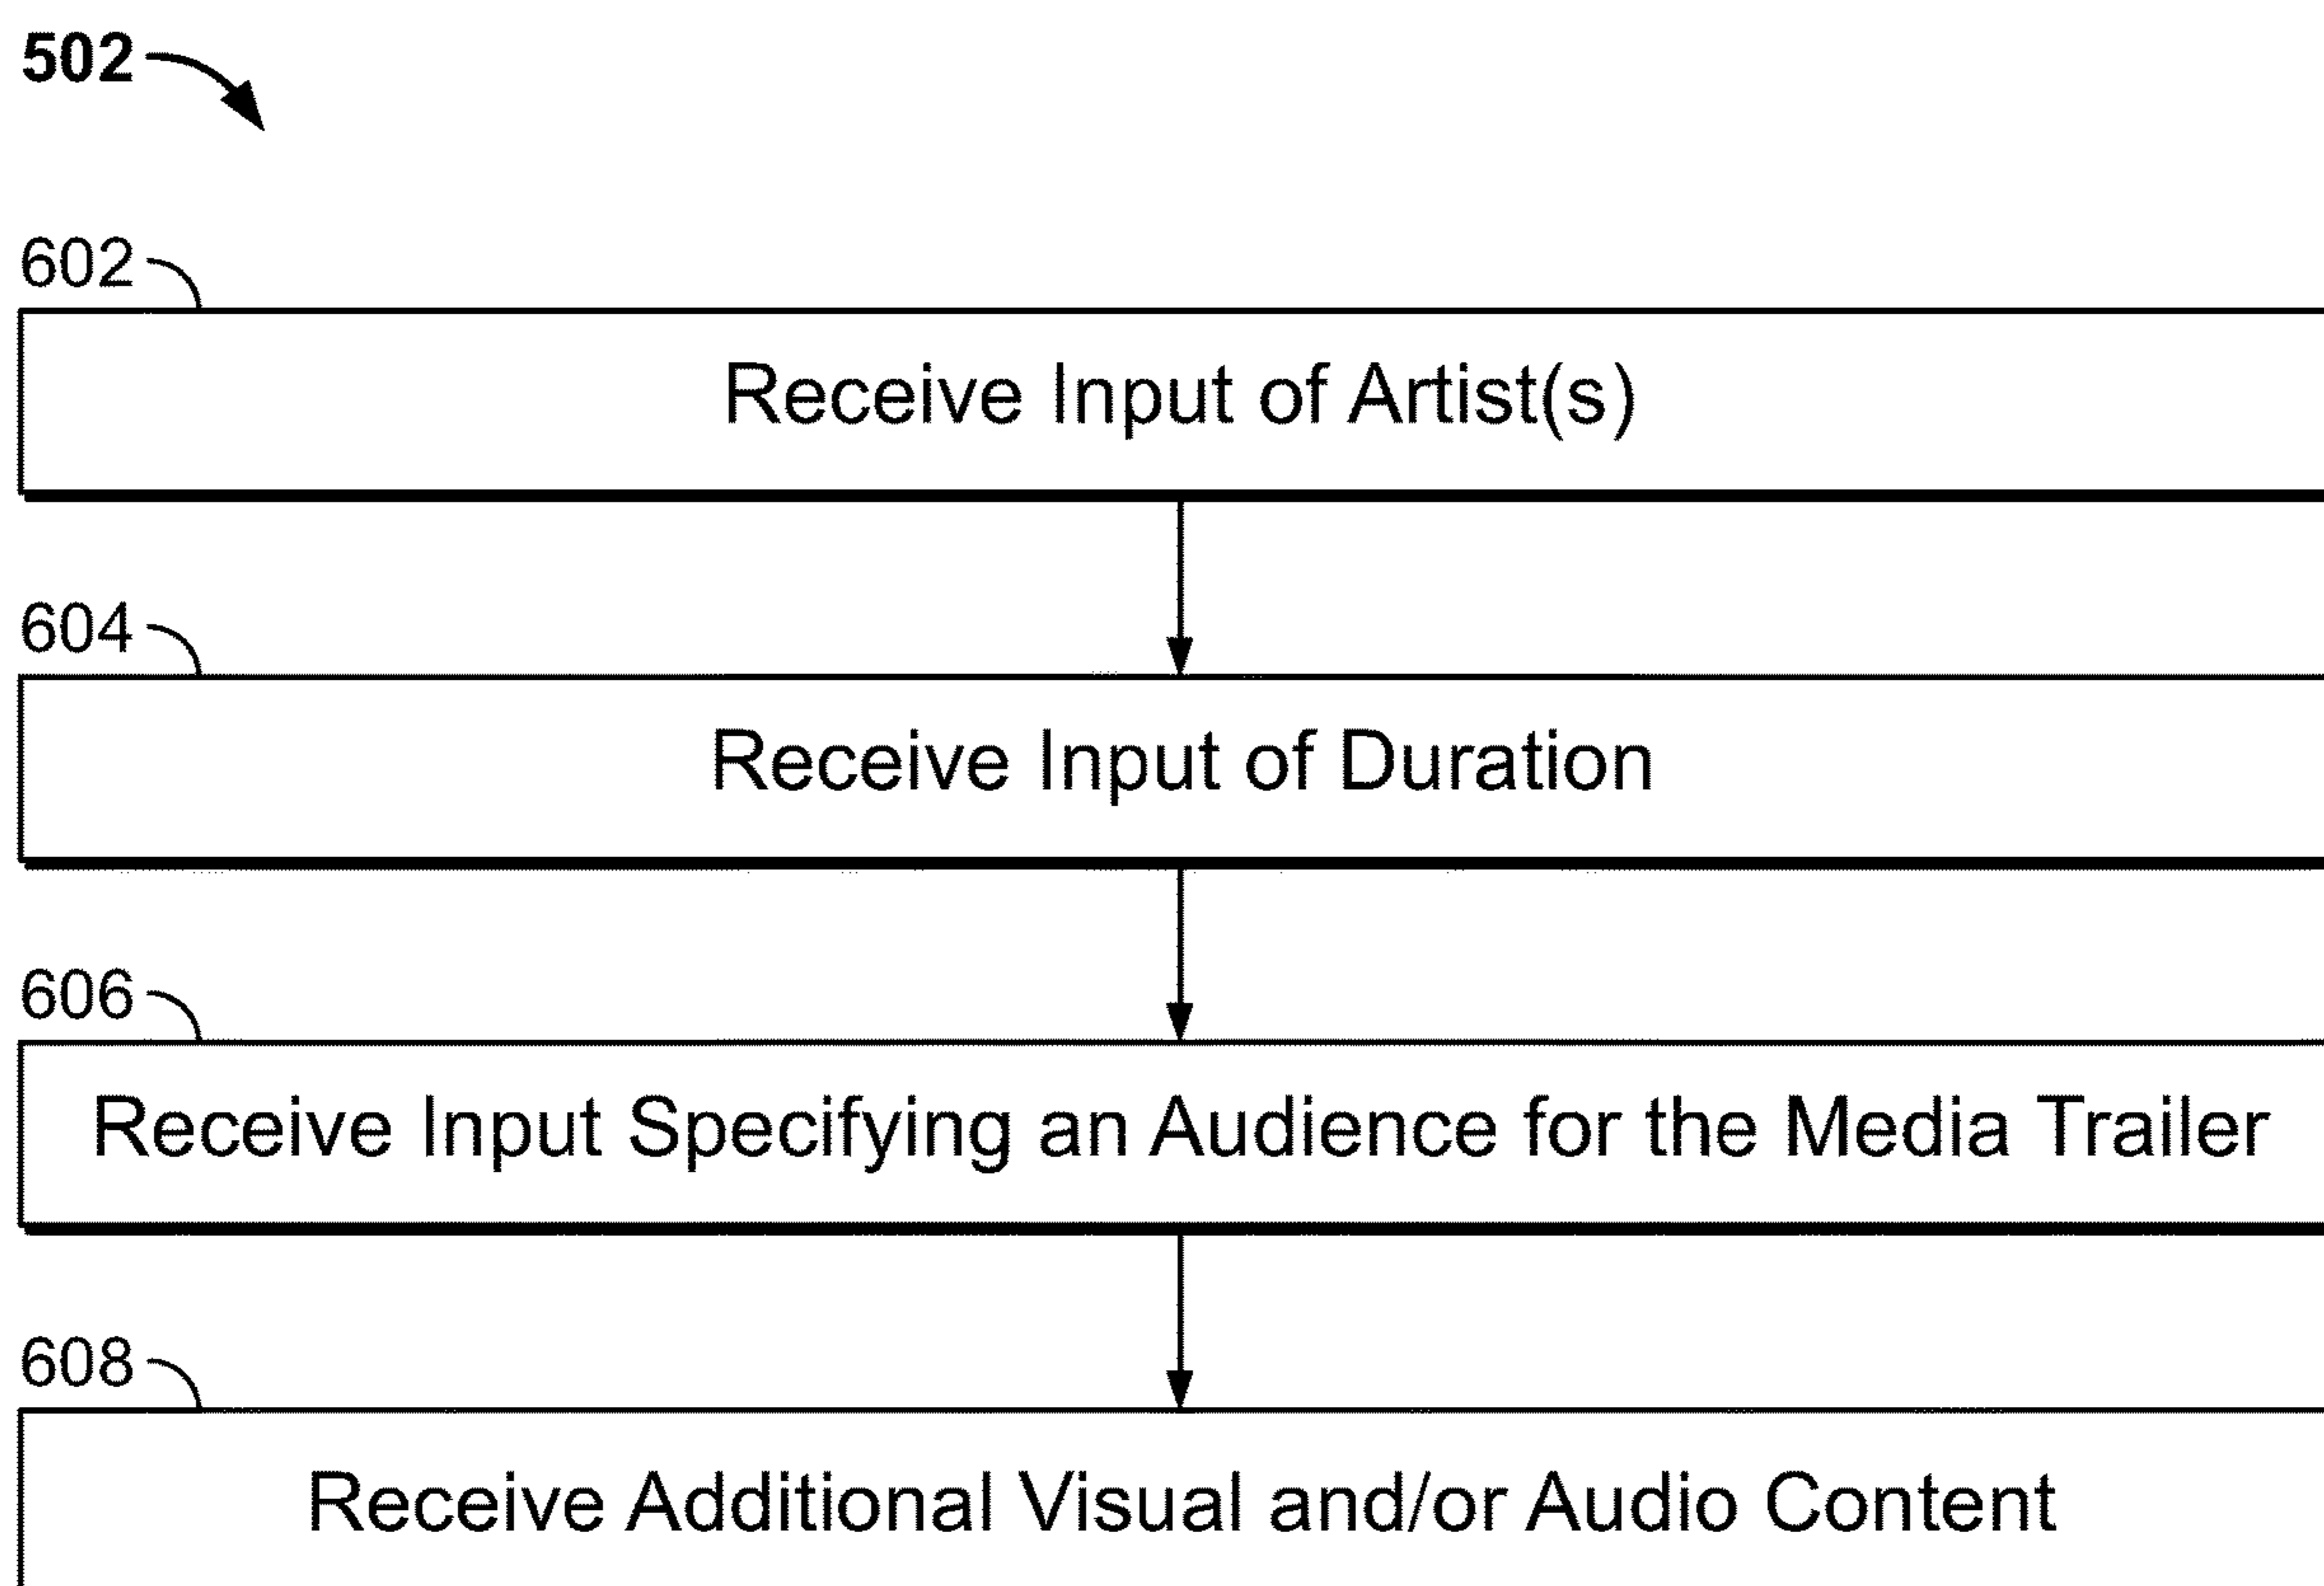 502
602
Receive Input of Artist(s)
604
Receive Input of Duration
606
Receive Input Specifying an Audience for the Media Trailer
608
Receive Additional Visual and/or Audio Content